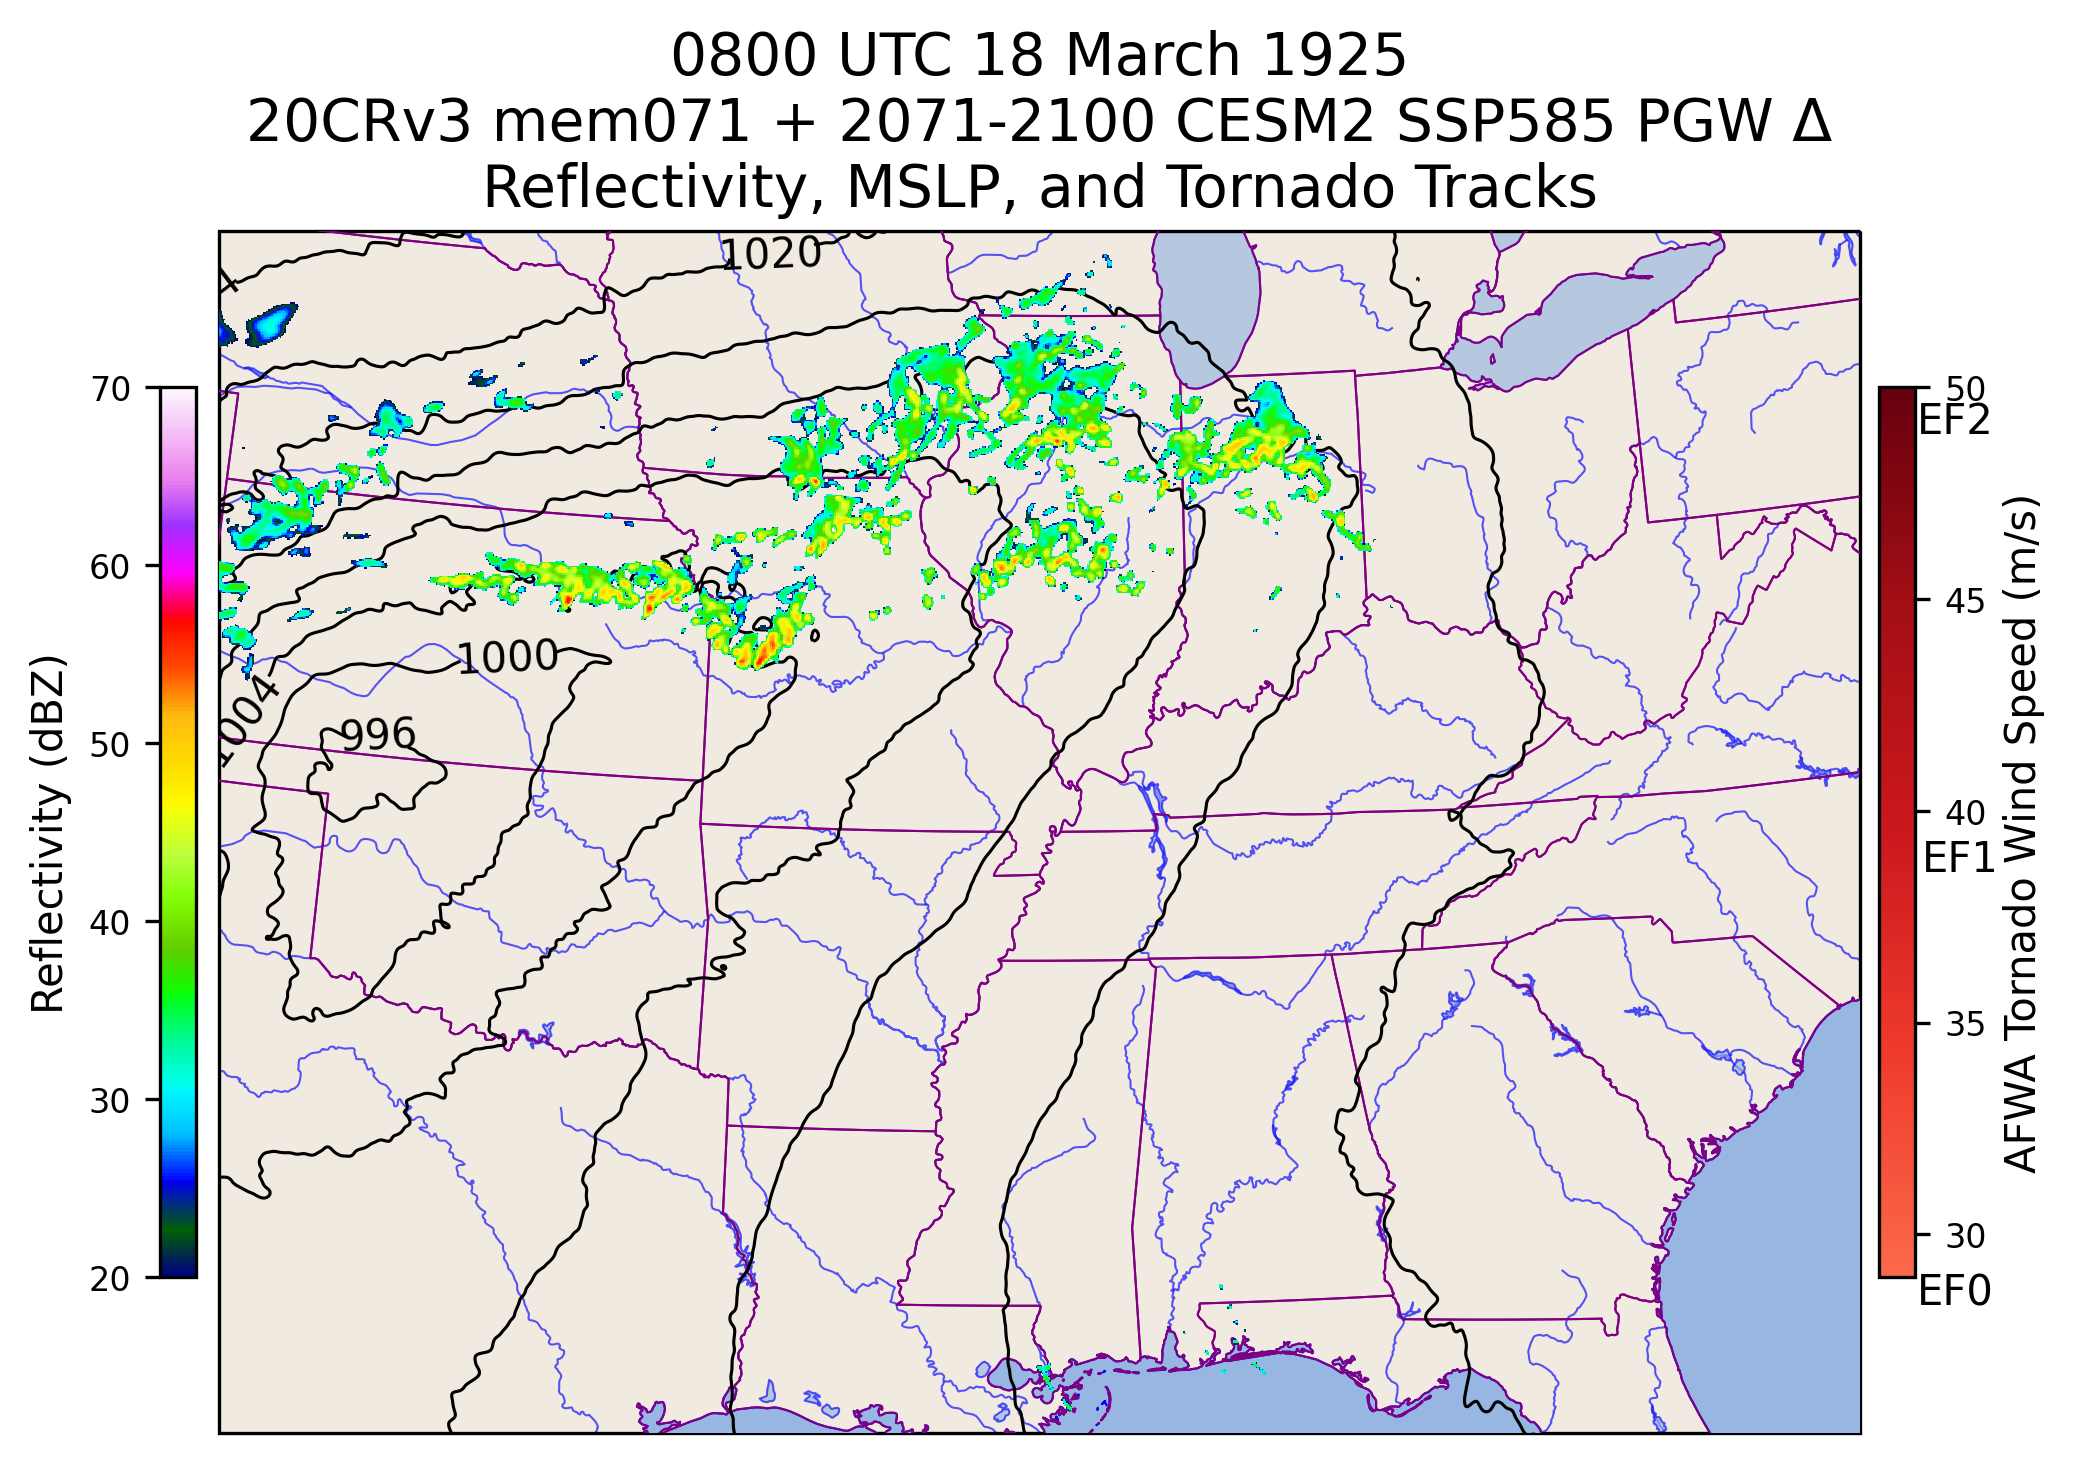 0800 UTC 18 March 1925
20CRv3 mem071 + 2071-2100 CESM2 SSP585 PGW Δ
Reflectivity, MSLP, and Tornado Tracks
1020
1000
1004
996
70
60
50
40
30
20
Reflectivity (dBZ)
50
EF2
45
40
EF1
35
30
EF0
AFWA Tornado Wind Speed (m/s)